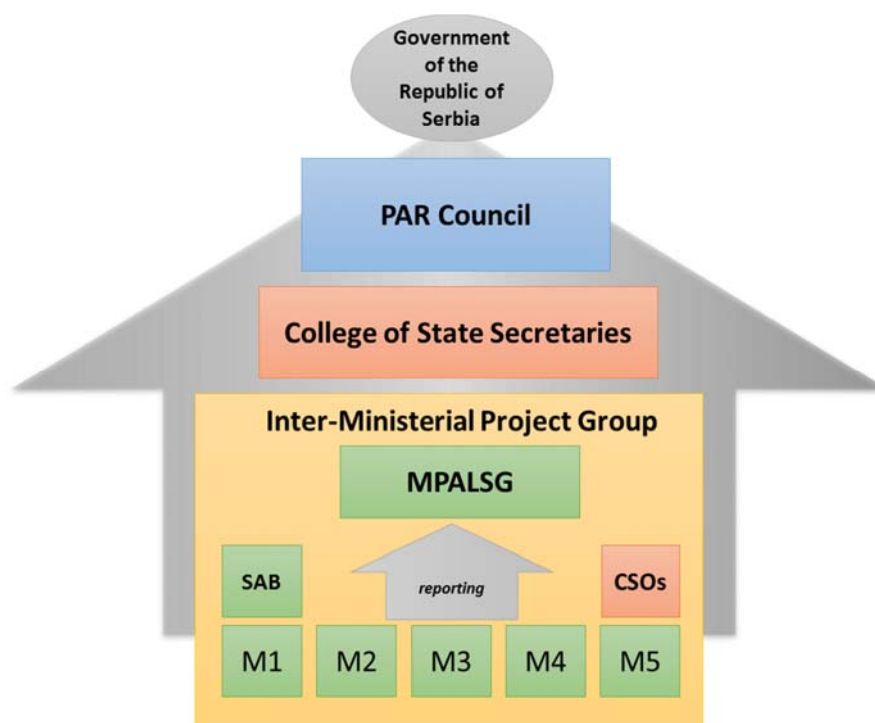 Government
of the
Republic of
Serbia
PAR Council
College of State Secretaries
Inter-Ministerial Project Group
MPALSG
SAB
reporting
CSOs
M1
M2
M3
M4
M5